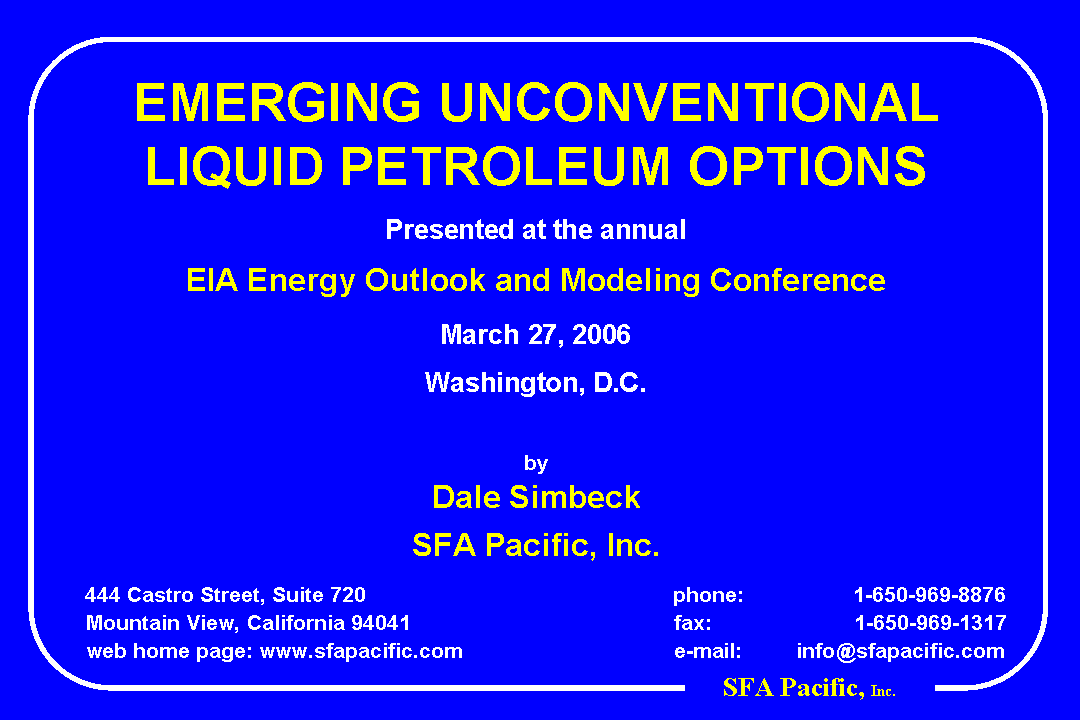 EMERGING UNCONVENTIONAL
LIQUID PETROLEUM OPTIONS
Presented at the annual
EIA Energy Outlook and Modeling Conference
March 27, 2006
Washington, D.C.
by
Dale Simbeck
SFA Pacific, Inc.
444 Castro Street, Suite 720 phone: 1-650-969-8876
Mountain View, California 94041 fax: 1-650-969-1317
web home page: www.sfapacific.com e-mail: info@sfapacific.com
SFA Pacific, Inc.